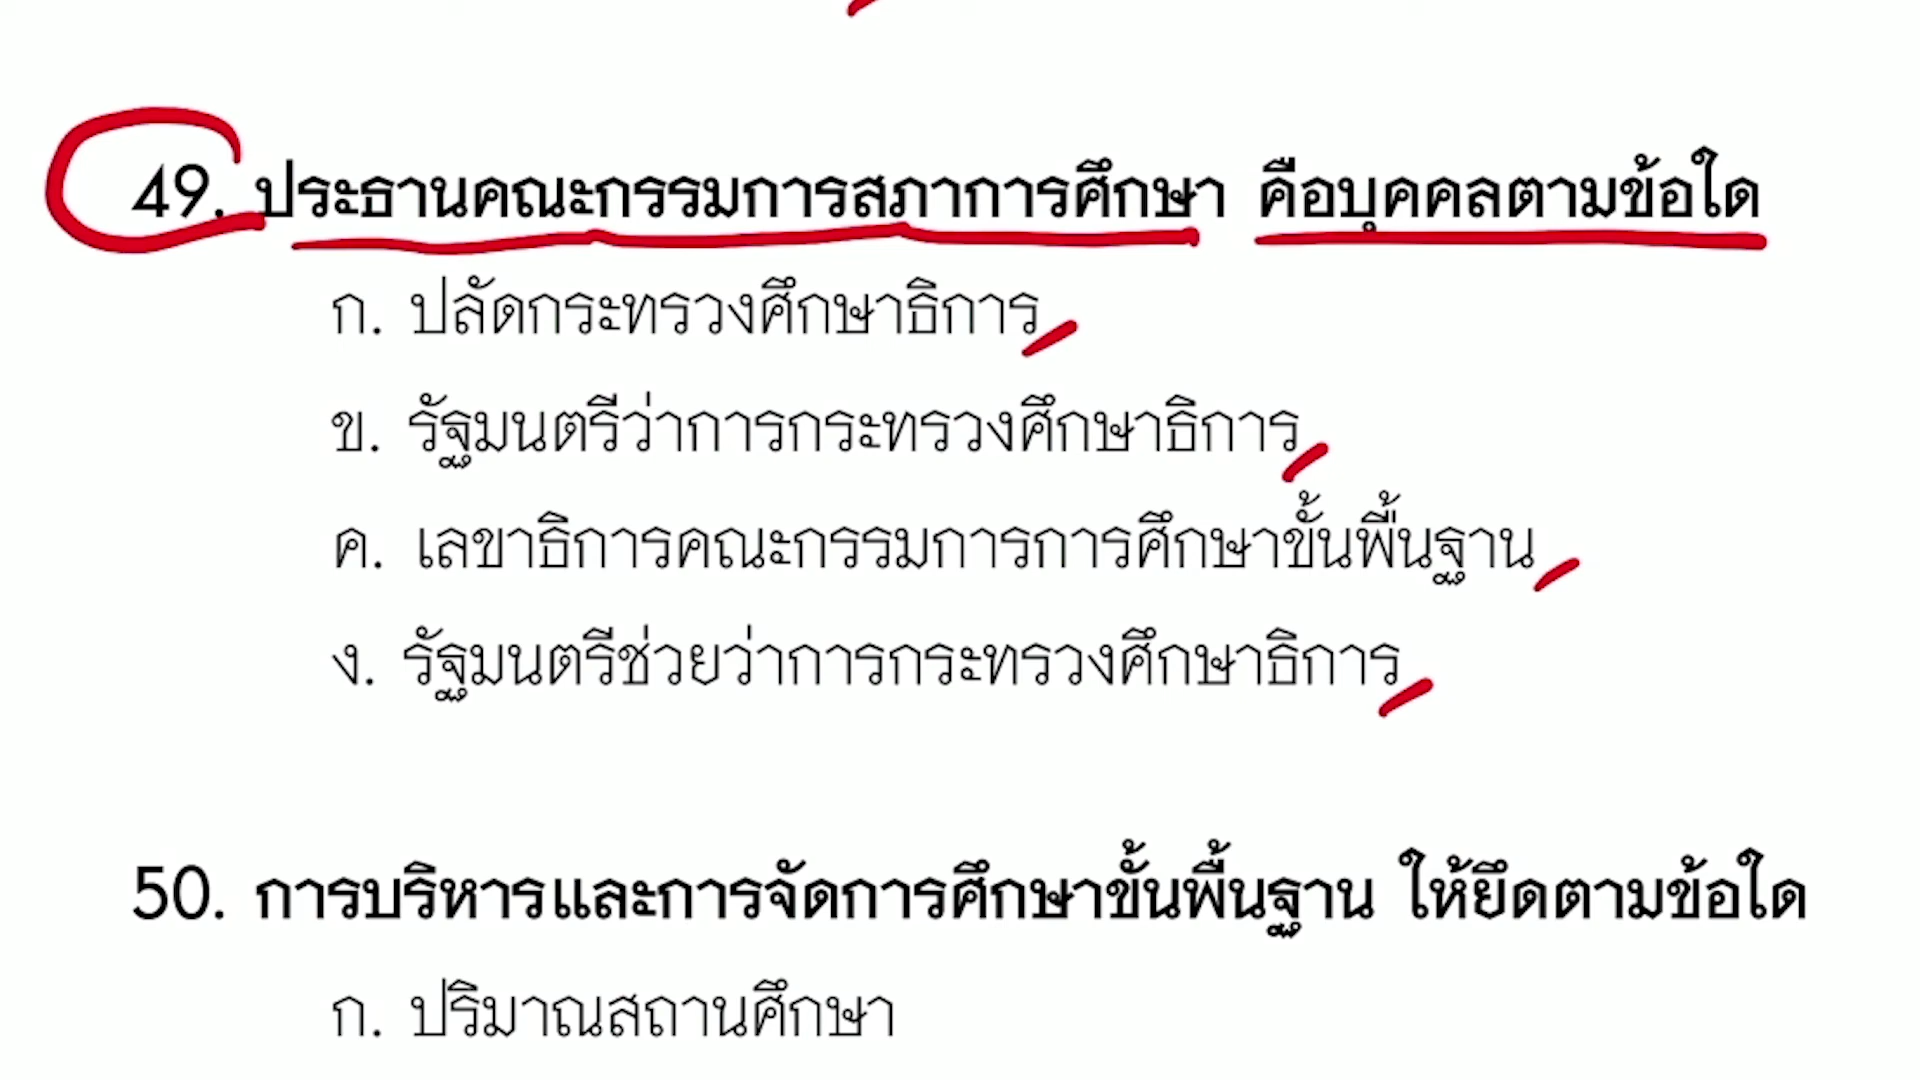 49. ประธานคณะกรรมการสภาการศึกษา คือบุคคลตามข้อใด
ก. ปลัดกระทรวงศึกษาธิการ
ข. รัฐมนตรีว่าการกระทรวงศึกษาธิการ
ค. เลขาธิการคณะกรรมการการศึกษาขั้นพื้นฐาน
ง. รัฐมนตรีช่วยว่าการกระทรวงศึกษาธิการ
50. การบริหารและการจัดการศึกษาขั้นพื้นฐาน ให้ยึดตามข้อใด
ก. ปริมาณสถานศึกษา